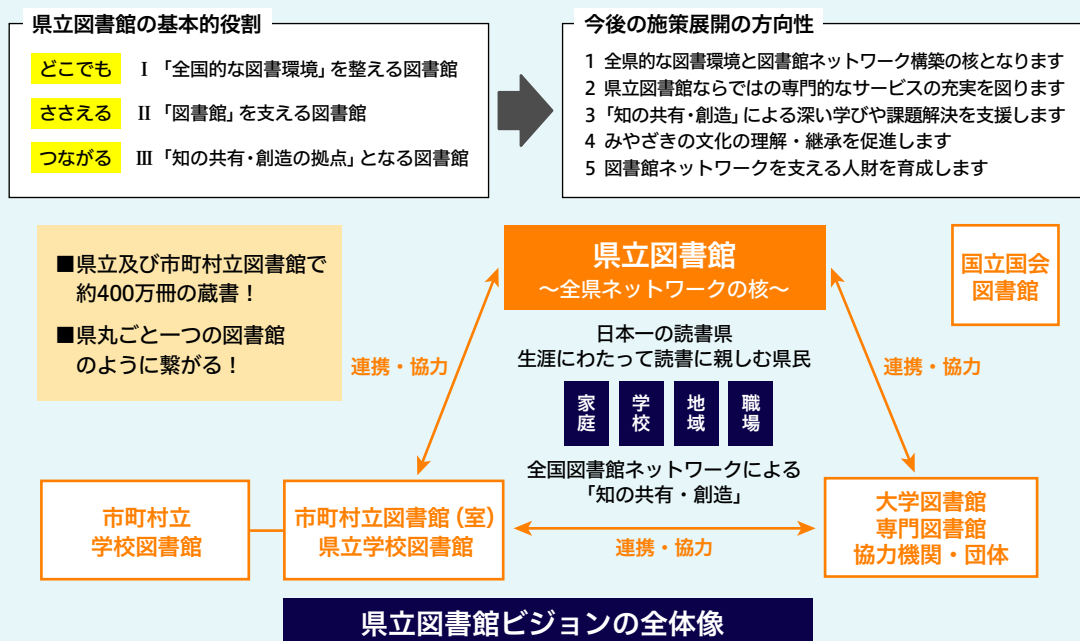 県立図書館の基本的役割
どこでも Ⅰ 「全国的な図書環境」を整える図書館
ささえる Ⅱ 「図書館」を支える図書館
つながる Ⅲ 「知の共有・創造の拠点」となる図書館
今後の施策展開の方向性
1 全県的な図書環境と図書館ネットワーク構築の核となります
2 県立図書館ならではの専門的なサービスの充実を図ります
3 「知の共有・創造」による深い学びや課題解決を支援します
4 みやざきの文化の理解・継承を促進します
5 図書館ネットワークを支える人財を育成します
■県立及び市町村立図書館で
約400万冊の蔵書！
■県丸ごと一つの図書館
のように繋がる！
県立図書館
～全県ネットワークの核～
国立国会
図書館
日本一の読書県
生涯にわたって読書に親しむ県民
連携・協力
連携・協力
家庭
学校
地域
職場
全国図書館ネットワークによる
「知の共有・創造」
市町村立
学校図書館
市町村立図書館（室）
県立学校図書館
連携・協力
大学図書館
専門図書館
協力機関・団体
県立図書館ビジョンの全体像